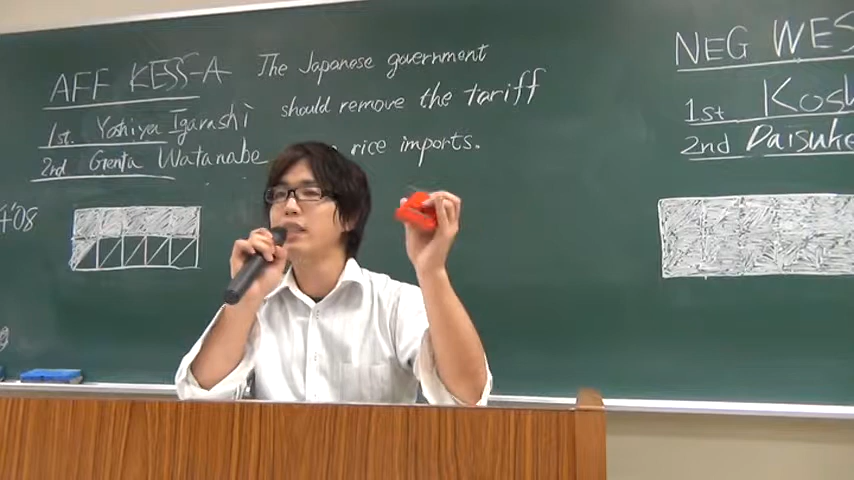 AFF KESS-A
1st. Yoshiya Igarashi
2nd Genta Watanabe
4'08
The Japanese government
should remove the tariff
rice imports.
NEG WES
1st Kosh
2nd Daisuke